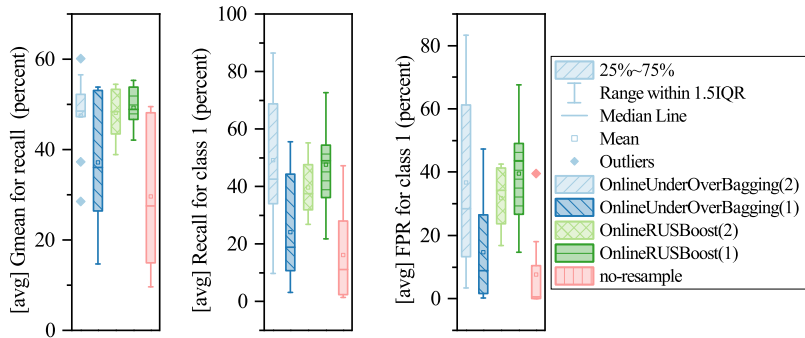 [avg] Gmean for recall (percent)
60
40
20
0
[avg] Recall for class 1 (percent)
100
80
60
40
20
0
[avg] FPR for class 1 (percent)
80
60
40
20
0
25%~75%
Range within 1.5IQR
Median Line
Mean
Outliers
OnlineUnderOverBagging(2)
OnlineUnderOverBagging(1)
OnlineRUSBoost(2)
OnlineRUSBoost(1)
no-resample